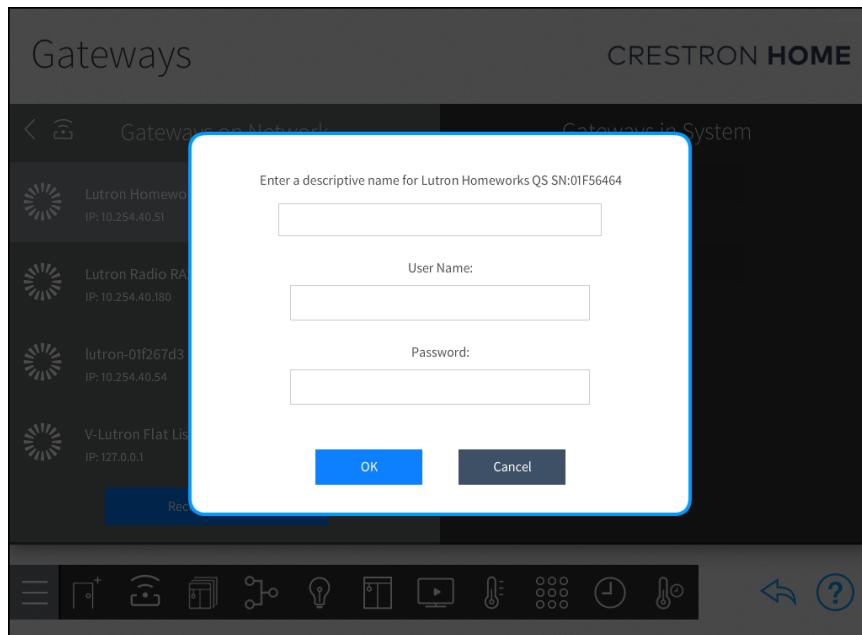 Gateways
CRESTRON HOME
Gateways on Network
Gateways in System
Lutron Homewo
IP: 10.254.40.51
Lutron Radio RA
IP: 10.254.40.180
lutron-01f267d3
IP: 10.254.40.54
V-Lutron Flat Lis
IP: 127.0.0.1
Rec
Enter a descriptive name for Lutron Homeworks QS SN:01F56464
User Name:
Password:
OK
Cancel
?